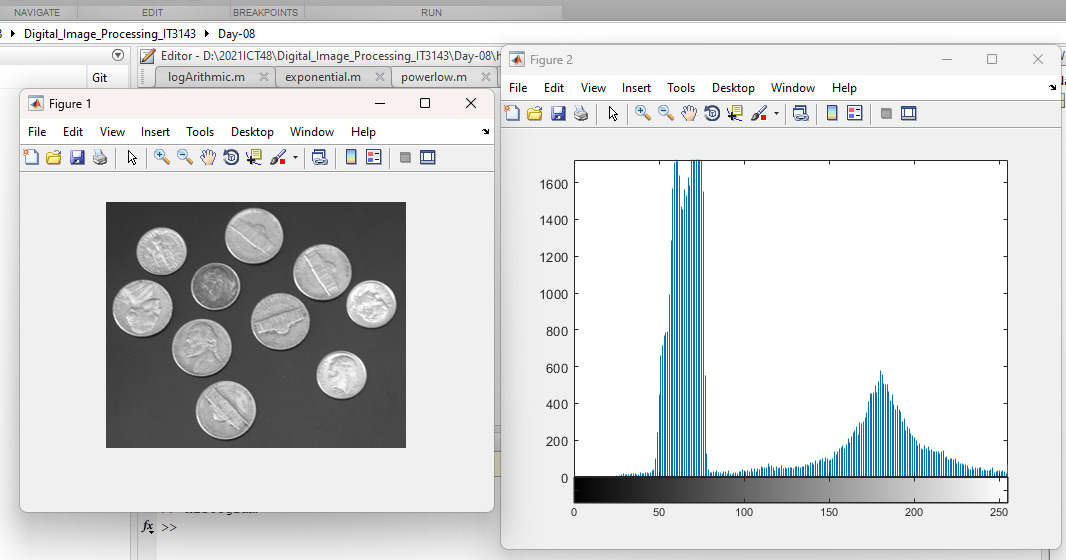 NAVIGATE EDIT BREAKPOINTS RUN
Digital_Image_Processing_IT3143 Day-08
Git
Editor - D:\2021ICT48\Digital_Image_Processing_IT3143\Day-08\
logArithmic.m exponential.m powerlow.m
Figure 1
File Edit View Insert Tools Desktop Window Help
fx >>
Figure 2
File Edit View Insert Tools Desktop Window Help
1600
1400
1200
1000
800
600
400
200
0
0 50 100 150 200 250